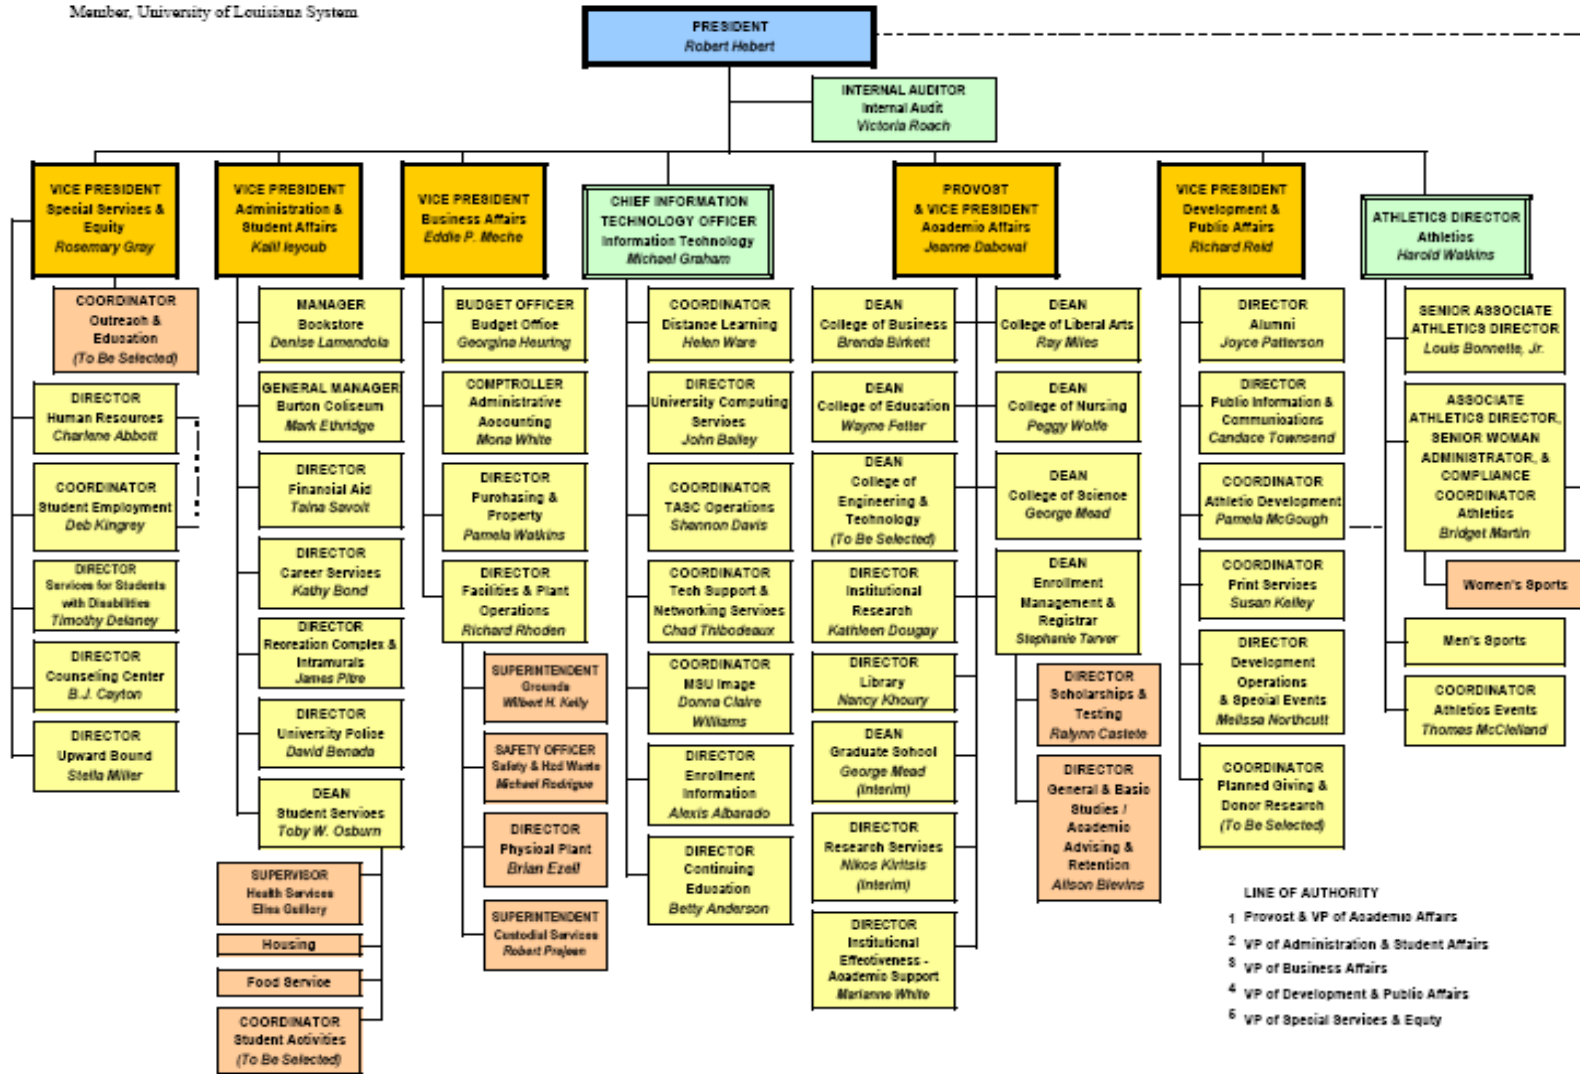 Member, University of Louisiana System
PRESIDENT
Robert Hebert
INTERNAL AUDITOR
Internal Audit
Victoria Roach
VICE PRESIDENT
Special Services &
Equity
Rosemary Gray
VICE PRESIDENT
Administration &
Student Affairs
Kalil Ieyoub
VICE PRESIDENT
Business Affairs
Eddie P. Meche
CHIEF INFORMATION
TECHNOLOGY OFFICER
Information Technology
Michael Graham
PROVOST
& VICE PRESIDENT
Academic Affairs
Jeanne Daboval
VICE PRESIDENT
Development &
Public Affairs
Richard Reid
ATHLETICS DIRECTOR
Athletics
Harold Watkins
COORDINATOR
Outreach &
Education
(To Be Selected)
DIRECTOR
Human Resources
Charlene Abbott
COORDINATOR
Student Employment
Deb Kingrey
DIRECTOR
Services for Students
with Disabilities
Timothy Delaney
DIRECTOR
Counseling Center
B.J. Cayton
DIRECTOR
Upward Bound
Stella Miller
MANAGER
Bookstore
Denise Lamendola
GENERAL MANAGER
Burton Coliseum
Mark Ethridge
DIRECTOR
Financial Aid
Taina Savoit
DIRECTOR
Career Services
Kathy Bond
DIRECTOR
Recreation Complex &
Intramurals
James Pitre
DIRECTOR
University Police
David Benada
DEAN
Student Services
Toby W. Osburn
SUPERVISOR
Health Services
Elisa Guillory
Housing
Food Service
COORDINATOR
Student Activities
(To Be Selected)
BUDGET OFFICER
Budget Office
Georgina Heuring
COMPTROLLER
Administrative
Accounting
Mona White
DIRECTOR
Purchasing &
Property
Pamela Watkins
DIRECTOR
Facilities & Plant
Operations
Richard Rhoden
SUPERINTENDENT
Grounds
Wilbert H. Kelly
SAFETY OFFICER
Safety & Hzd Waste
Michael Rodrigue
DIRECTOR
Physical Plant
Brian Ezell
SUPERINTENDENT
Custodial Services
Robert Prejean
COORDINATOR
Distance Learning
Helen Ware
DIRECTOR
University Computing
Services
John Bailey
COORDINATOR
TASC Operations
Shannon Davis
COORDINATOR
Tech Support &
Networking Services
Chad Thibodeaux
COORDINATOR
MSU Image
Donna Claire
Williams
DIRECTOR
Enrollment
Information
Alexis Albarado
DIRECTOR
Continuing
Education
Betty Anderson
DEAN
College of Business
Brenda Birkett
DEAN
College of Education
Wayne Fetter
DEAN
College of
Engineering &
Technology
(To Be Selected)
DIRECTOR
Institutional
Research
Kathleen Dougay
DIRECTOR
Library
Nancy Khoury
DEAN
Graduate School
George Mead
(Interim)
DIRECTOR
Research Services
Nikos Kiritsis
(Interim)
DIRECTOR
Institutional
Effectiveness -
Academic Support
Marianne White
DEAN
College of Liberal Arts
Ray Miles
DEAN
College of Nursing
Peggy Wolfe
DEAN
College of Science
George Mead
DEAN
Enrollment
Management &
Registrar
Stephanie Tarver
DIRECTOR
Scholarships &
Testing
Ralynn Castete
DIRECTOR
General & Basic
Studies /
Academic
Advising &
Retention
Alison Blevins
DIRECTOR
Alumni
Joyce Patterson
DIRECTOR
Public Information &
Communications
Candace Townsend
COORDINATOR
Athletic Development
Pamela McGough
COORDINATOR
Print Services
Susan Kelley
DIRECTOR
Development
Operations
& Special Events
Melissa Northcutt
COORDINATOR
Planned Giving &
Donor Research
(To Be Selected)
SENIOR ASSOCIATE
ATHLETICS DIRECTOR
Louis Bonnette, Jr.
ASSOCIATE
ATHLETICS DIRECTOR,
SENIOR WOMAN
ADMINISTRATOR, &
COMPLIANCE
COORDINATOR
Athletics
Bridget Martin
Women's Sports
Men's Sports
COORDINATOR
Athletics Events
Thomas McClelland
LINE OF AUTHORITY
1 Provost & VP of Academic Affairs
2 VP of Administration & Student Affairs
3 VP of Business Affairs
4 VP of Development & Public Affairs
5 VP of Special Services & Equty